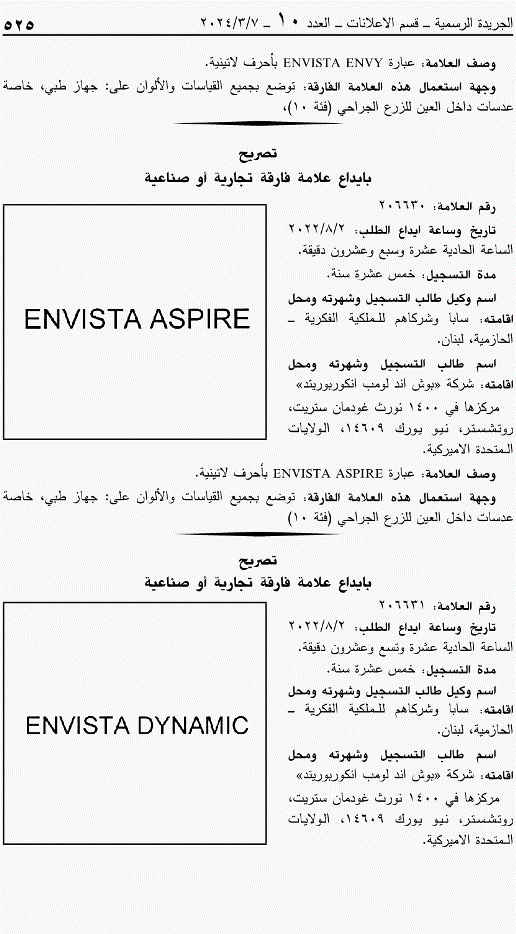 الجريدة الرسمية – قسم الاعلانات – العدد ١٠ – ٢٠٢٤/٣/٧
٥٢٥
وصف العلامة: عبارة ENVISTA ENVY بأحرف لاتينية.
وجهة استعمال هذه العلامة الفارقة: توضع بجميع القياسات والألوان على: جهاز طبي، خاصة
عدسات داخل العين للزرع الجراحي (فئة ١٠)،
تصريح
بايداع علامة فارقة تجارية أو صناعية
رقم العلامة: ٢٠٦٦٣٠
تاريخ وساعة ايداع الطلب: ٢٠٢٢/٨/٢
الساعة الحادية عشرة وسبع وعشرون دقيقة.
مدة التسجيل: خمس عشرة سنة.
اسم وكيل طالب التسجيل وشهرته ومحل
اقامته: سابا وشركاهم للملكية الفكرية –
الحازمية، لبنان.
اسم طالب التسجيل وشهرته ومحل
اقامته: شركة «بوش اند لومب انكوربوريتد»
مركزها في ١٤٠٠ نورث غودمان ستريت،
روتشستر، نيو يورك ١٤٦٠٩، الولايات
المتحدة الاميركية.
ENVISTA ASPIRE
وصف العلامة: عبارة ENVISTA ASPIRE بأحرف لاتينية.
وجهة استعمال هذه العلامة الفارقة: توضع بجميع القياسات والألوان على: جهاز طبي، خاصة
عدسات داخل العين للزرع الجراحي (فئة ١٠)
تصريح
بايداع علامة فارقة تجارية أو صناعية
رقم العلامة: ٢٠٦٦٣١
تاريخ وساعة ايداع الطلب: ٢٠٢٢/٨/٢
الساعة الحادية عشرة وتسع وعشرون دقيقة.
مدة التسجيل: خمس عشرة سنة.
اسم وكيل طالب التسجيل وشهرته ومحل
اقامته: سابا وشركاهم للملكية الفكرية –
الحازمية، لبنان.
اسم طالب التسجيل وشهرته ومحل
اقامته: شركة «بوش اند لومب انكوربوريتد»
مركزها في ١٤٠٠ نورث غودمان ستريت،
روتشستر، نيو يورك ١٤٦٠٩، الولايات
المتحدة الاميركية.
ENVISTA DYNAMIC